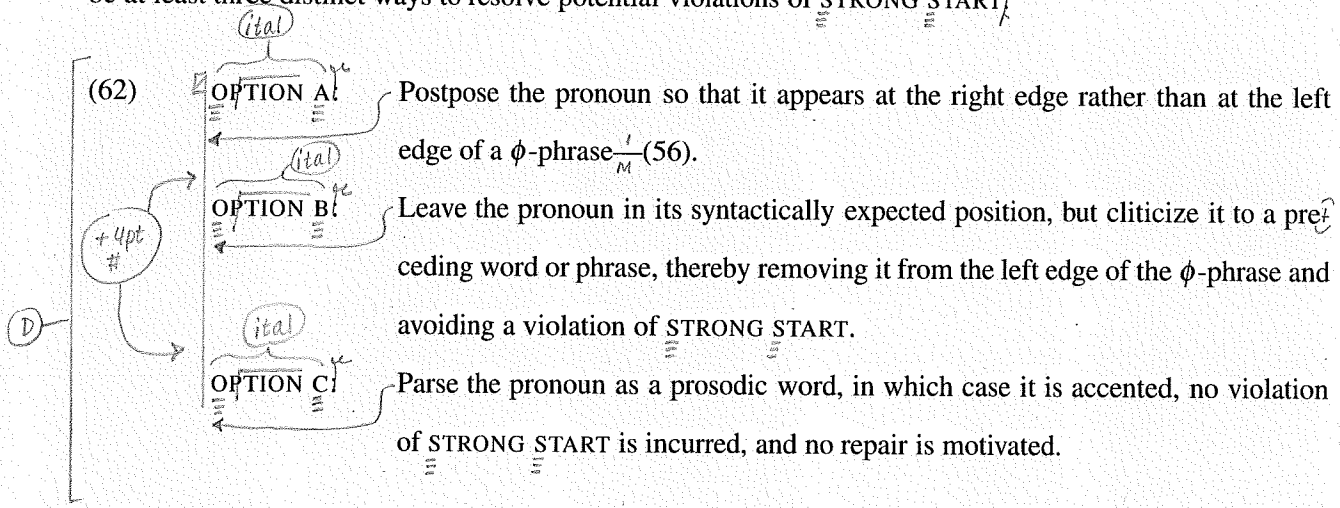 be at least three distinct ways to resolve potential violations of STRONG START.
ital
(62) OPTION A: Postpose the pronoun so that it appears at the right edge rather than at the left
edge of a ϕ-phrase—(56).
M
ital
OPTION B: Leave the pronoun in its syntactically expected position, but cliticize it to a pre-
+4pt
#
ceding word or phrase, thereby removing it from the left edge of the ϕ-phrase and
D
ital
avoiding a violation of STRONG START.
OPTION C: Parse the pronoun as a prosodic word, in which case it is accented, no violation
of STRONG START is incurred, and no repair is motivated.